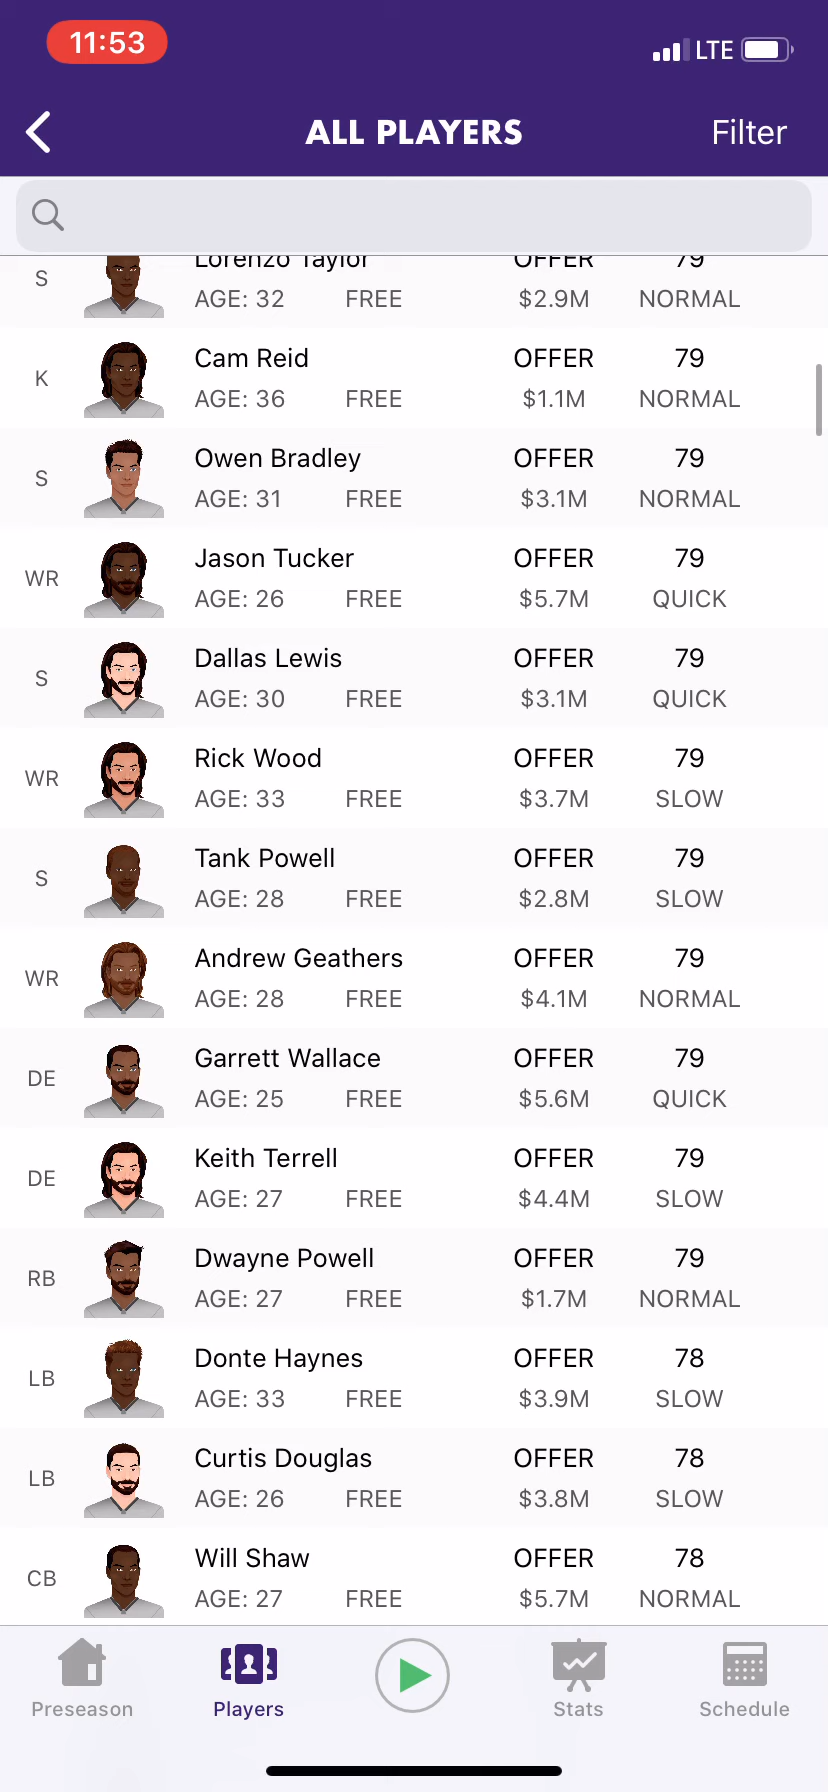 11:53
LTE
ALL PLAYERS
Filter
S Lorenzo Taylor OFFER 79
AGE: 32 FREE $2.9M NORMAL
K Cam Reid OFFER 79
AGE: 36 FREE $1.1M NORMAL
S Owen Bradley OFFER 79
AGE: 31 FREE $3.1M NORMAL
WR Jason Tucker OFFER 79
AGE: 26 FREE $5.7M QUICK
S Dallas Lewis OFFER 79
AGE: 30 FREE $3.1M QUICK
WR Rick Wood OFFER 79
AGE: 33 FREE $3.7M SLOW
S Tank Powell OFFER 79
AGE: 28 FREE $2.8M SLOW
WR Andrew Geathers OFFER 79
AGE: 28 FREE $4.1M NORMAL
DE Garrett Wallace OFFER 79
AGE: 25 FREE $5.6M QUICK
DE Keith Terrell OFFER 79
AGE: 27 FREE $4.4M SLOW
RB Dwayne Powell OFFER 79
AGE: 27 FREE $1.7M NORMAL
LB Donte Haynes OFFER 78
AGE: 33 FREE $3.9M SLOW
LB Curtis Douglas OFFER 78
AGE: 26 FREE $3.8M SLOW
CB Will Shaw OFFER 78
AGE: 27 FREE $5.7M NORMAL
Preseason Players Stats Schedule